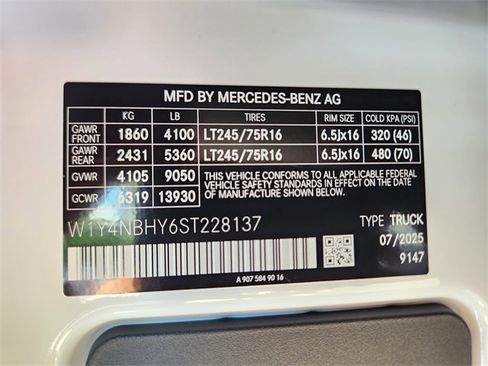 MFD BY MERCEDES-BENZ AG
KG LB TIRES RIM SIZE COLD KPA (PSI)
GAWR FRONT 1860 4100 LT245/75R16 6.5Jx16 320 (46)
GAWR REAR 2431 5360 LT245/75R16 6.5Jx16 480 (70)
GVWR 4105 9050 THIS VEHICLE CONFORMS TO ALL APPLICABLE
FEDERAL MOTOR VEHICLE SAFETY STANDARDS IN
GCWR 6319 13930 EFFECT ON THE DATE OF MANUFACTURE SHOWN.
W1Y4NBHY6ST228137 TYPE TRUCK
07/2025
9147
A 907 584 90 16